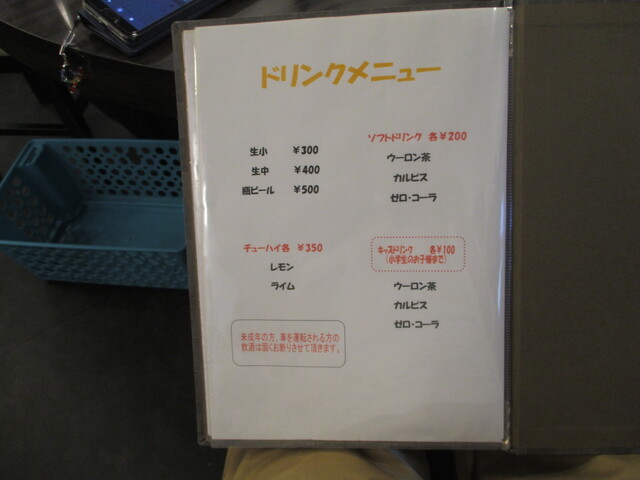 ドリンクメニュー
生小 ¥300
生中 ¥400
瓶ビール ¥500
チューハイ各 ¥350
レモン
ライム
未成年の方、車を運転される方の
飲酒は固くお断りさせて頂きます。
ソフトドリンク 各¥200
ウーロン茶
カルピス
ゼロ・コーラ
キッズドリンク 各¥100
(小学生のお子様まで)
ウーロン茶
カルピス
ゼロ・コーラ